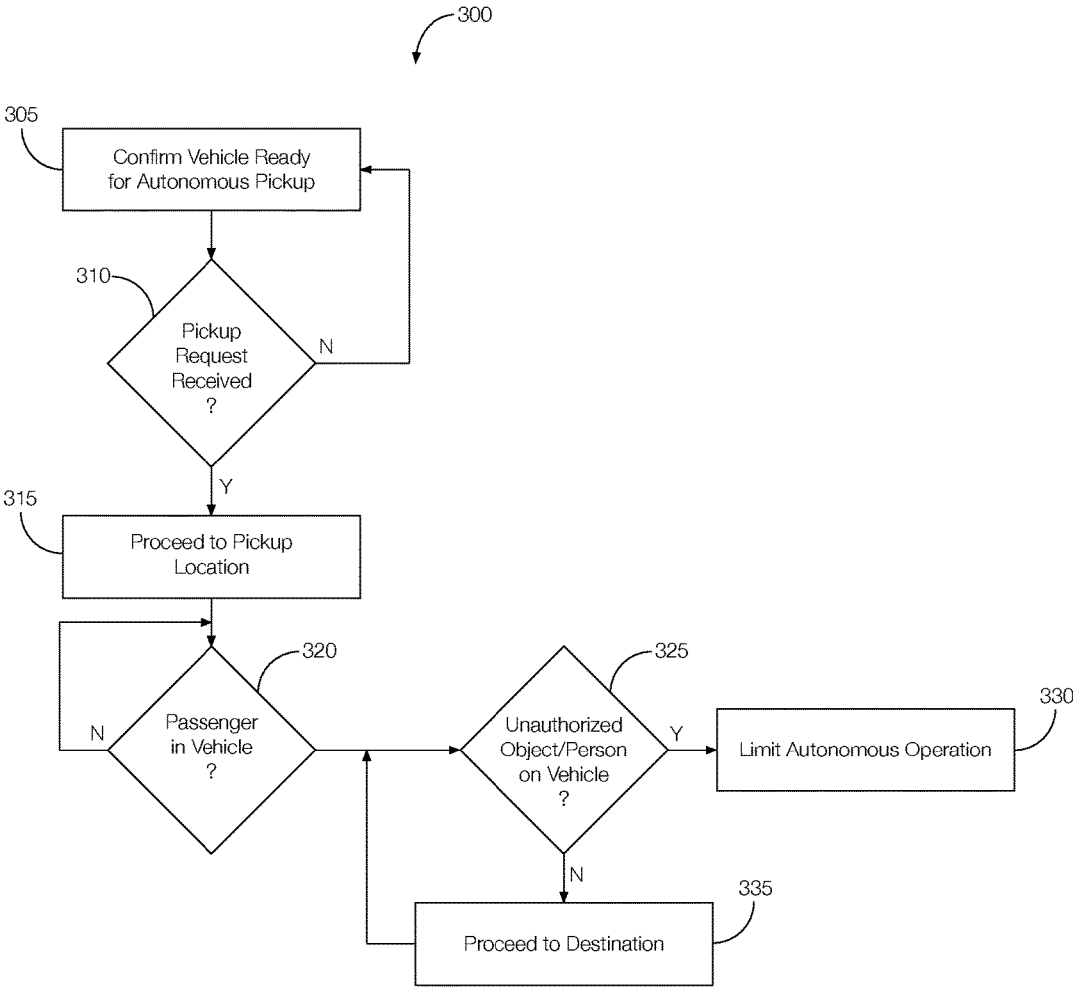 300
305
Confirm Vehicle Ready
for Autonomous Pickup
310
Pickup
Request
Received
?
N
Y
315
Proceed to Pickup
Location
320
Passenger
in Vehicle
?
N
325
Unauthorized
Object/Person
on Vehicle
?
Y
330
Limit Autonomous Operation
N
335
Proceed to Destination